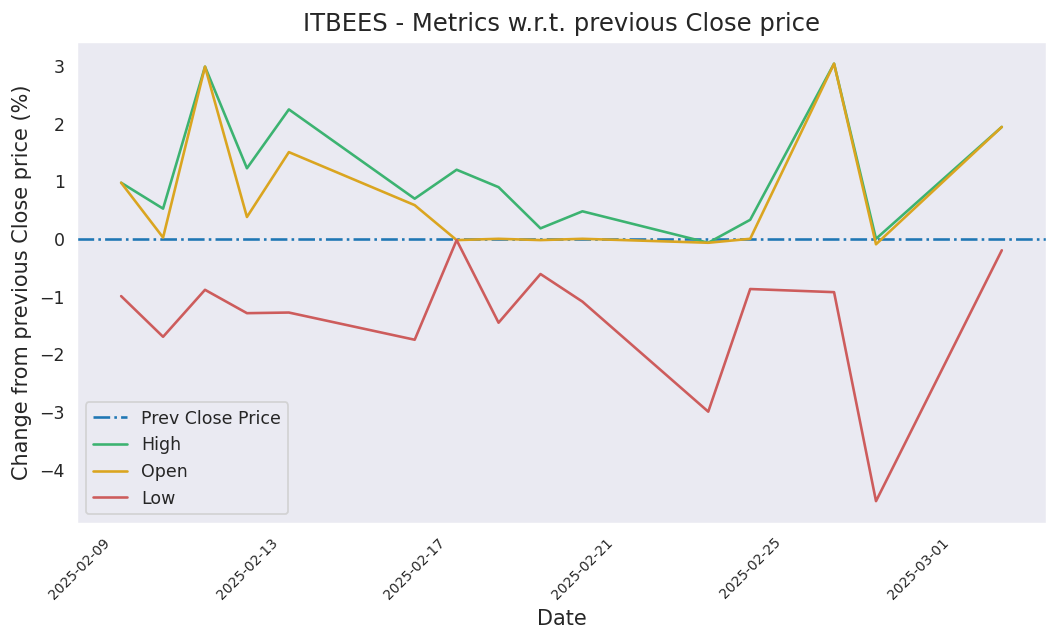 ITBEES - Metrics w.r.t. previous Close price
Change from previous Close price (%)
3
2
1
0
−1
−2
−3
−4
Prev Close Price
High
Open
Low
2025-02-09
2025-02-13
2025-02-17
2025-02-21
2025-02-25
2025-03-01
Date